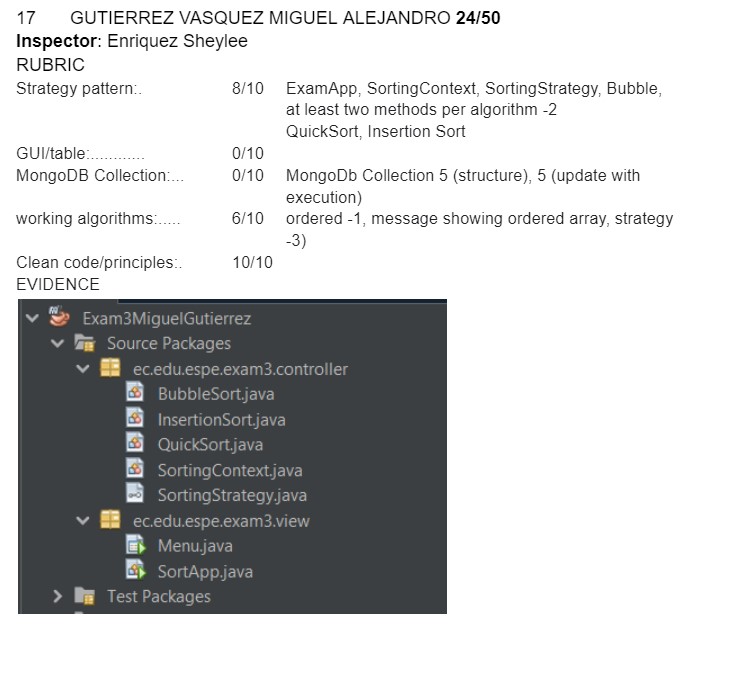 17 GUTIERREZ VASQUEZ MIGUEL ALEJANDRO 24/50
Inspector: Enriquez Sheylee
RUBRIC
Strategy pattern:. 8/10 ExamApp, SortingContext, SortingStrategy, Bubble,
at least two methods per algorithm -2
QuickSort, Insertion Sort
GUI/table:............ 0/10
MongoDB Collection:... 0/10 MongoDb Collection 5 (structure), 5 (update with
execution)
working algorithms:..... 6/10 ordered -1, message showing ordered array, strategy
-3)
Clean code/principles:. 10/10
EVIDENCE
Exam3MiguelGutierrez
Source Packages
ec.edu.espe.exam3.controller
BubbleSort.java
InsertionSort.java
QuickSort.java
SortingContext.java
SortingStrategy.java
ec.edu.espe.exam3.view
Menu.java
SortApp.java
Test Packages